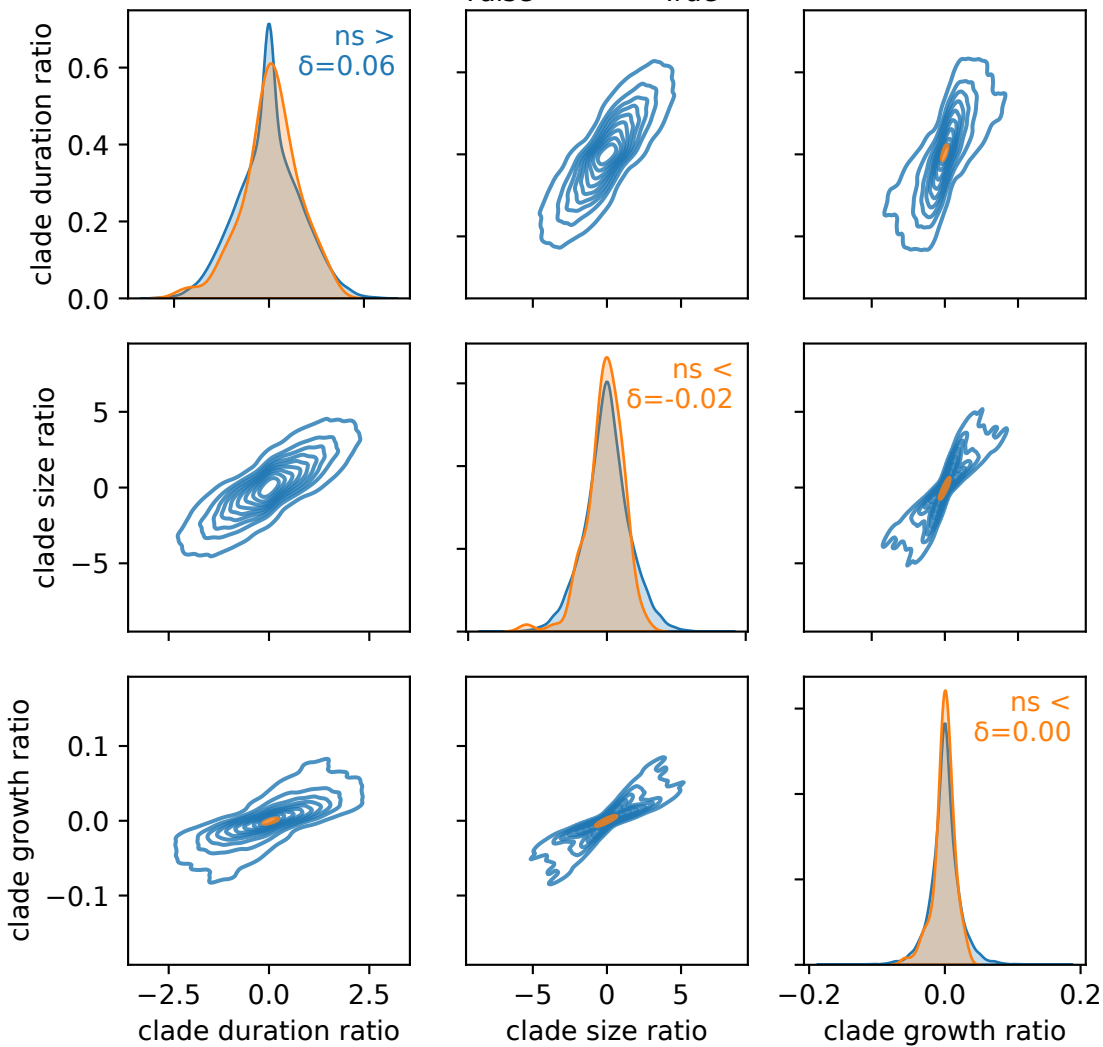 clade duration ratio
0.6
0.4
0.2
0.0
ns >
δ=0.06
clade size ratio
5
0
−5
ns <
δ=-0.02
clade growth ratio
0.1
0.0
−0.1
ns <
δ=0.00
−2.5 0.0 2.5
clade duration ratio
−5 0 5
clade size ratio
−0.2 0.0 0.2
clade growth ratio